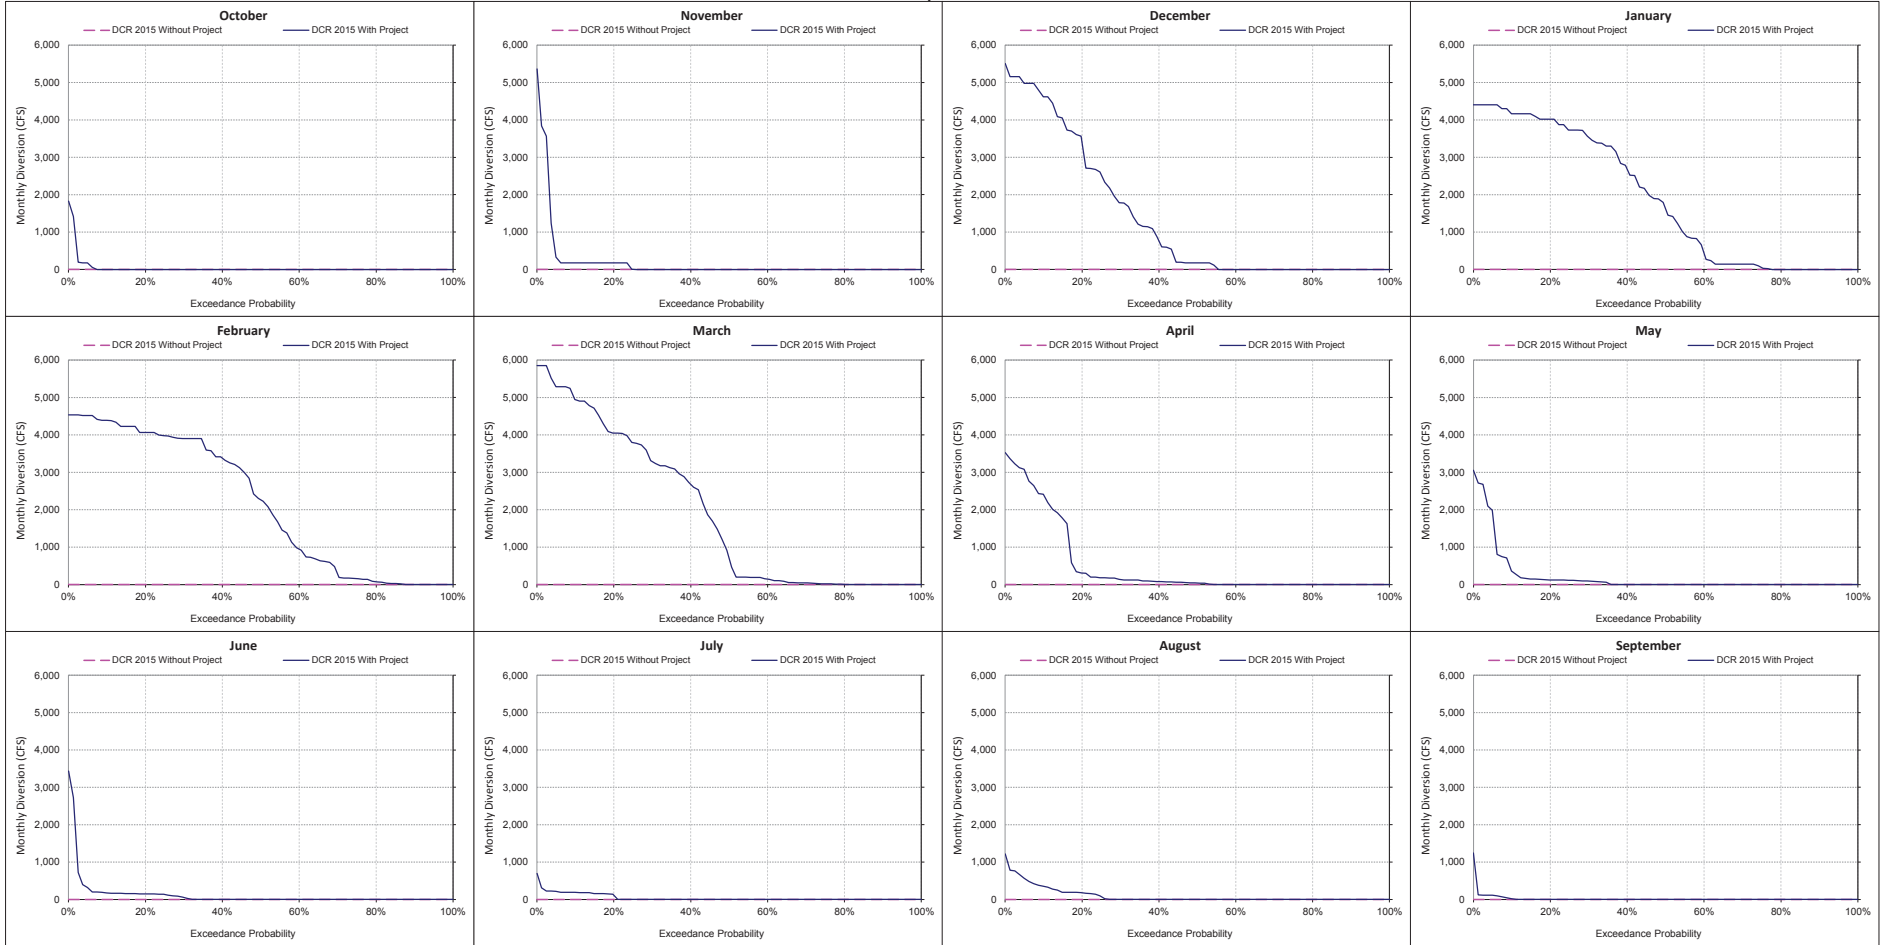 October
DCR 2015 Without Project DCR 2015 With Project
6,000
5,000
4,000
3,000
2,000
1,000
0
Monthly Diversion (CFS)
0% 20% 40% 60% 80% 100%
Exceedance Probability
November
DCR 2015 Without Project DCR 2015 With Project
6,000
5,000
4,000
3,000
2,000
1,000
0
Monthly Diversion (CFS)
0% 20% 40% 60% 80% 100%
Exceedance Probability
December
DCR 2015 Without Project DCR 2015 With Project
6,000
5,000
4,000
3,000
2,000
1,000
0
Monthly Diversion (CFS)
0% 20% 40% 60% 80% 100%
Exceedance Probability
January
DCR 2015 Without Project DCR 2015 With Project
6,000
5,000
4,000
3,000
2,000
1,000
0
Monthly Diversion (CFS)
0% 20% 40% 60% 80% 100%
Exceedance Probability
February
DCR 2015 Without Project DCR 2015 With Project
6,000
5,000
4,000
3,000
2,000
1,000
0
Monthly Diversion (CFS)
0% 20% 40% 60% 80% 100%
Exceedance Probability
March
DCR 2015 Without Project DCR 2015 With Project
6,000
5,000
4,000
3,000
2,000
1,000
0
Monthly Diversion (CFS)
0% 20% 40% 60% 80% 100%
Exceedance Probability
April
DCR 2015 Without Project DCR 2015 With Project
6,000
5,000
4,000
3,000
2,000
1,000
0
Monthly Diversion (CFS)
0% 20% 40% 60% 80% 100%
Exceedance Probability
May
DCR 2015 Without Project DCR 2015 With Project
6,000
5,000
4,000
3,000
2,000
1,000
0
Monthly Diversion (CFS)
0% 20% 40% 60% 80% 100%
Exceedance Probability
June
DCR 2015 Without Project DCR 2015 With Project
6,000
5,000
4,000
3,000
2,000
1,000
0
Monthly Diversion (CFS)
0% 20% 40% 60% 80% 100%
Exceedance Probability
July
DCR 2015 Without Project DCR 2015 With Project
6,000
5,000
4,000
3,000
2,000
1,000
0
Monthly Diversion (CFS)
0% 20% 40% 60% 80% 100%
Exceedance Probability
August
DCR 2015 Without Project DCR 2015 With Project
6,000
5,000
4,000
3,000
2,000
1,000
0
Monthly Diversion (CFS)
0% 20% 40% 60% 80% 100%
Exceedance Probability
September
DCR 2015 Without Project DCR 2015 With Project
6,000
5,000
4,000
3,000
2,000
1,000
0
Monthly Diversion (CFS)
0% 20% 40% 60% 80% 100%
Exceedance Probability